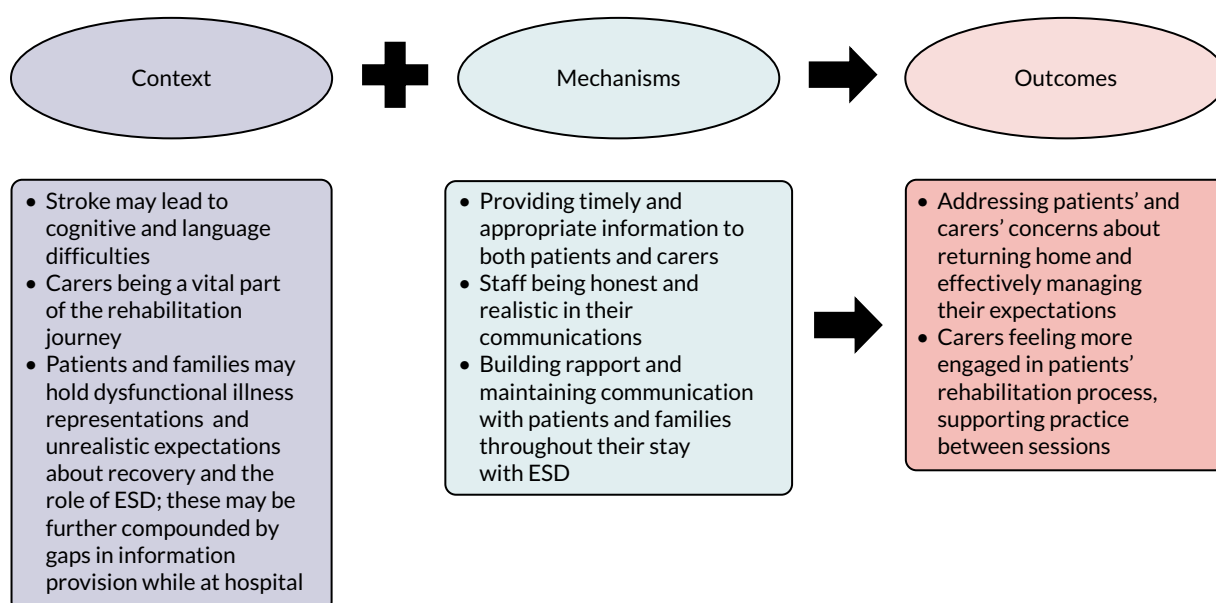 Context
Mechanisms
Outcomes
• Stroke may lead to
cognitive and language
difficulties
• Carers being a vital part
of the rehabilitation
journey
• Patients and families may
hold dysfunctional illness
representations and
unrealistic expectations
about recovery and the
role of ESD; these may be
further compounded by
gaps in information
provision while at hospital
• Providing timely and
appropriate information to
both patients and carers
• Staff being honest and
realistic in their
communications
• Building rapport and
maintaining communication
with patients and families
throughout their stay
with ESD
• Addressing patients’ and
carers’ concerns about
returning home and
effectively managing
their expectations
• Carers feeling more
engaged in patients’
rehabilitation process,
supporting practice
between sessions